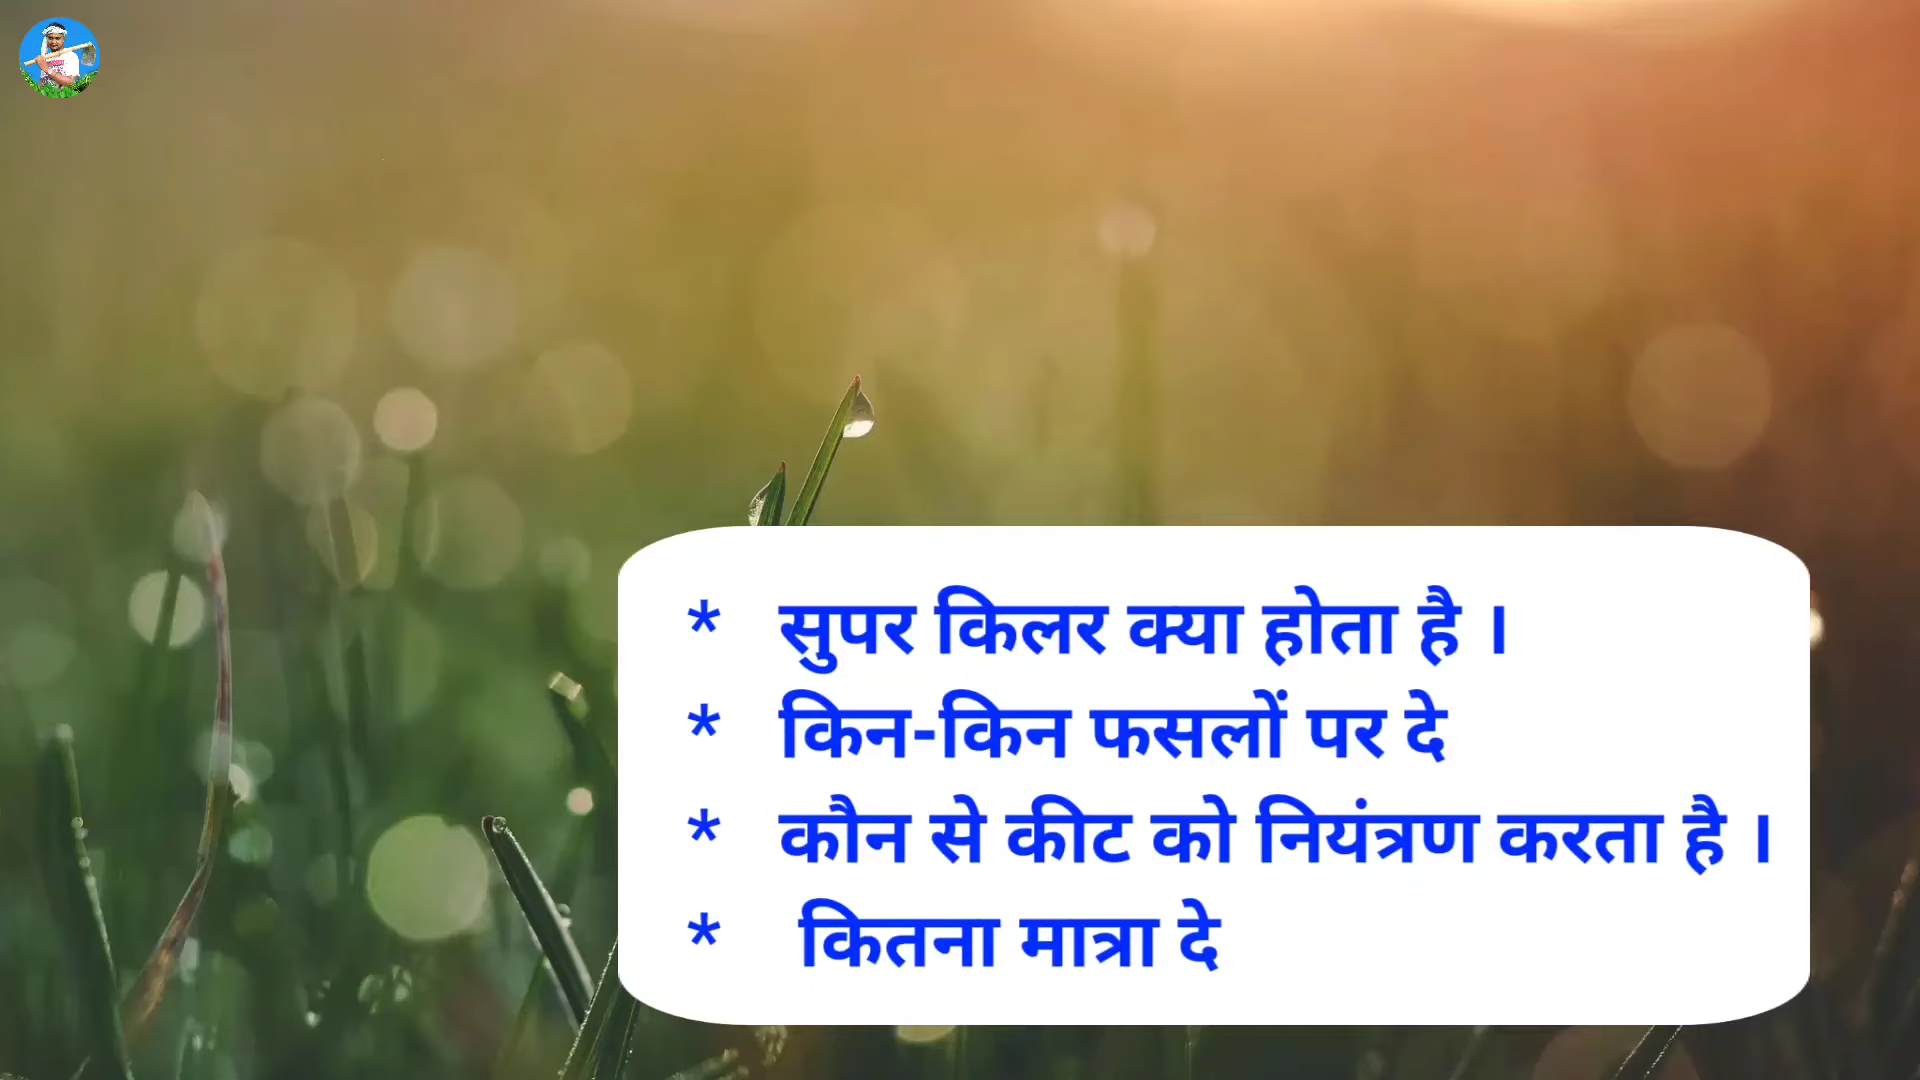 * सुपर किलर क्या होता है ।
* किन-किन फसलों पर दे
* कौन से कीट को नियंत्रण करता है ।
* कितना मात्रा दे